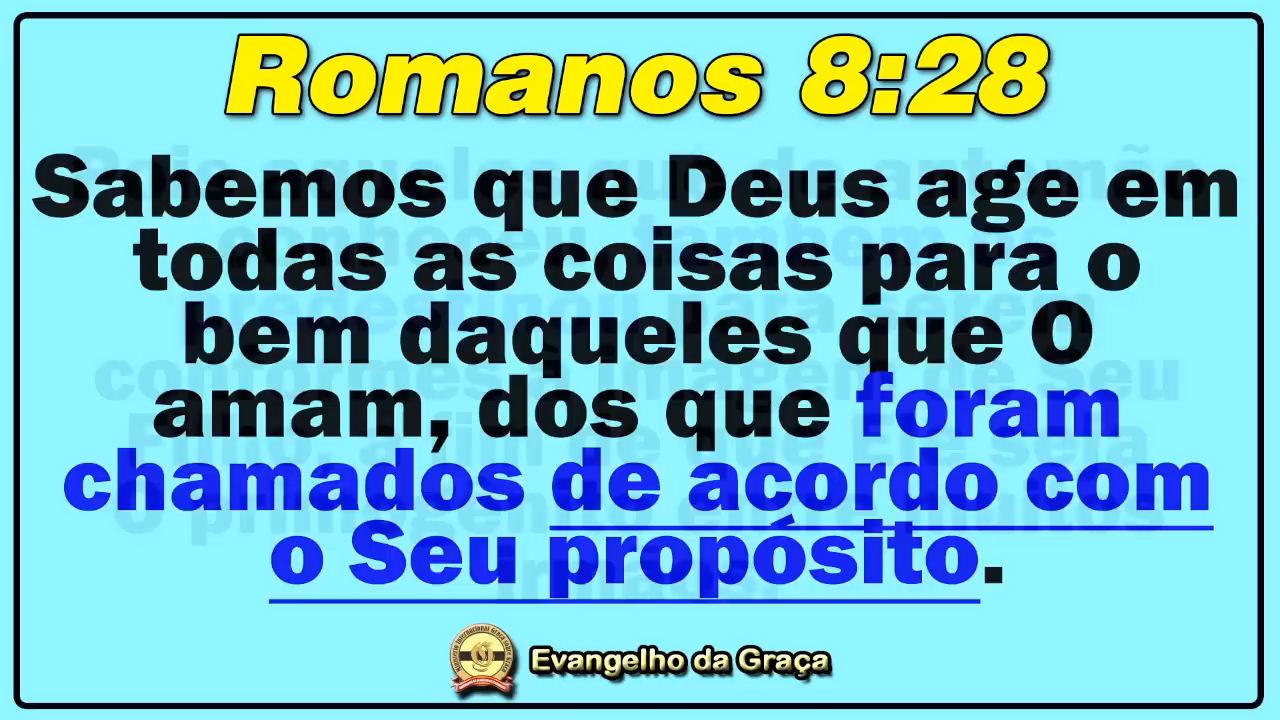 Romanos 8:28
Sabemos que Deus age em
todas as coisas para o
bem daqueles que O
amam, dos que foram
chamados de acordo com
o Seu propósito.
Evangelho da Graça